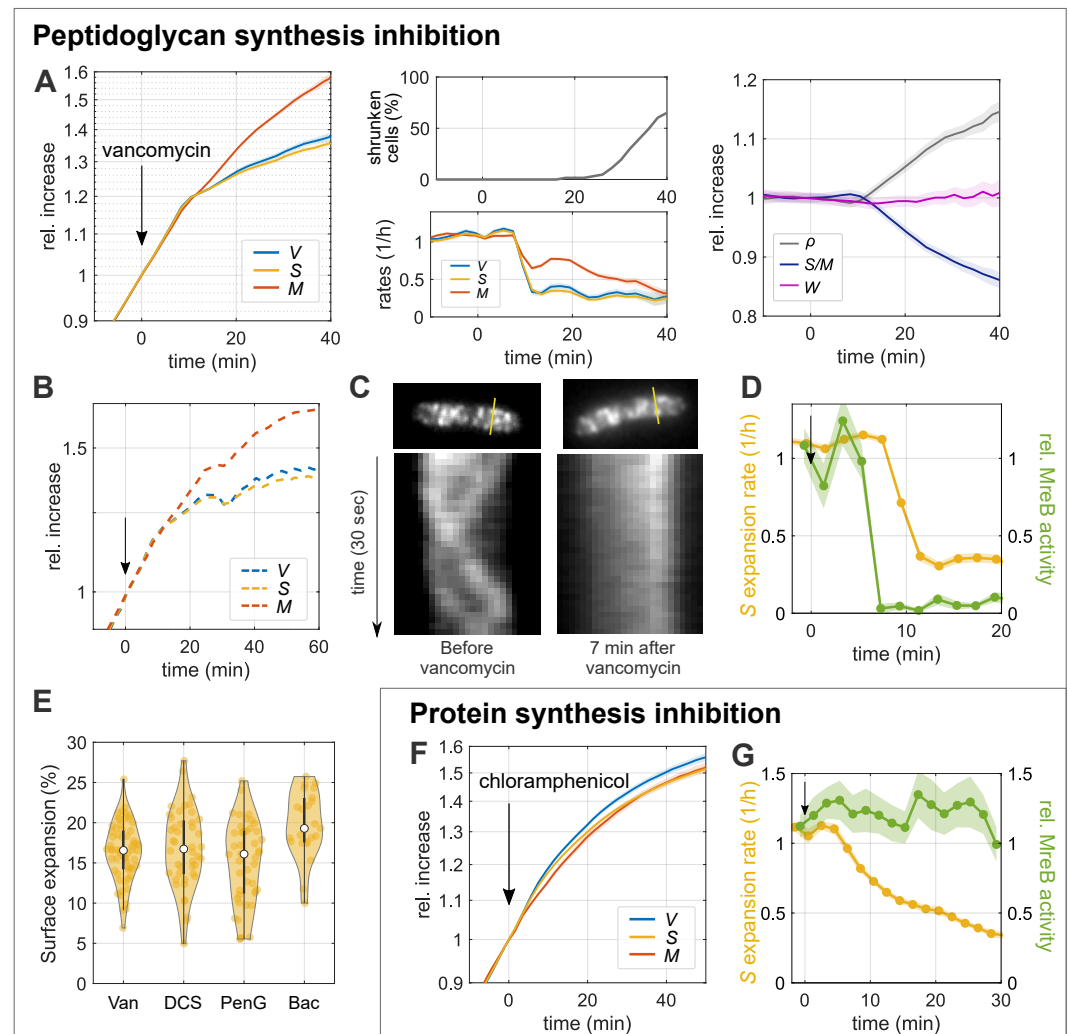 Peptidoglycan synthesis inhibition
A
rel. increase
1.6
1.5
1.4
1.3
1.2
1.1
1
0.9
vancomycin
V
S
M
0
20
40
time (min)
shrunken
cells (%)
100
50
0
0
20
40
rates (1/h)
1
0.5
0
V
S
M
0
20
40
time (min)
rel. increase
1.2
1.1
1
0.9
0.8
ρ
S/M
W
0
20
40
time (min)
B
rel. increase
1.5
1
V
S
M
0
10
20
30
40
50
60
time (min)
C
time (30 sec)
Before
vancomycin
7 min after
vancomycin
D
S expansion rate (1/h)
1
0.5
0
rel. MreB activity
1
0.5
0
0
10
20
time (min)
E
Surface expansion (%)
30
25
20
15
10
5
0
Van
DCS
PenG
Bac
Protein synthesis inhibition
F
rel. increase
1.6
1.5
1.4
1.3
1.2
1.1
1
0.9
chloramphenicol
V
S
M
0
20
40
time (min)
G
S expansion rate (1/h)
1.5
1
0.5
0
rel. MreB activity
1.5
1
0.5
0
0
10
20
30
time (min)